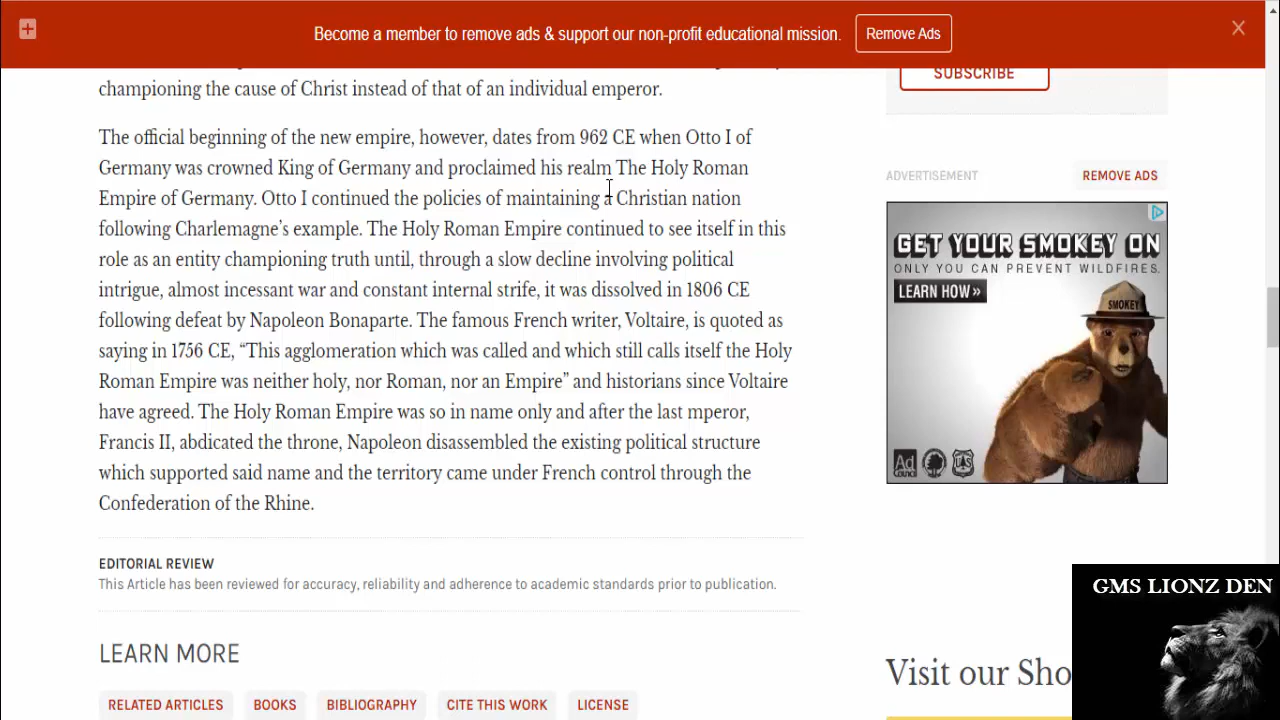 Become a member to remove ads & support our non-profit educational mission.
Remove Ads
championing the cause of Christ instead of that of an individual emperor.
The official beginning of the new empire, however, dates from 962 CE when Otto I of
Germany was crowned King of Germany and proclaimed his realm The Holy Roman
Empire of Germany. Otto I continued the policies of maintaining a Christian nation
following Charlemagne's example. The Holy Roman Empire continued to see itself in this
role as an entity championing truth until, through a slow decline involving political
intrigue, almost incessant war and constant internal strife, it was dissolved in 1806 CE
following defeat by Napoleon Bonaparte. The famous French writer, Voltaire, is quoted as
saying in 1756 CE, “This agglomeration which was called and which still calls itself the Holy
Roman Empire was neither holy, nor Roman, nor an Empire” and historians since Voltaire
have agreed. The Holy Roman Empire was so in name only and after the last mperor,
Francis II, abdicated the throne, Napoleon disassembled the existing political structure
which supported said name and the territory came under French control through the
Confederation of the Rhine.
EDITORIAL REVIEW
This Article has been reviewed for accuracy, reliability and adherence to academic standards prior to publication.
LEARN MORE
RELATED ARTICLES
BOOKS
BIBLIOGRAPHY
CITE THIS WORK
LICENSE
SUBSCRIBE
ADVERTISEMENT
REMOVE ADS
GET YOUR SMOKEY ON
ONLY YOU CAN PREVENT WILDFIRES.
LEARN HOW »
SMOKEY
Ad
Visit our Sho
GMS LIONZ DEN